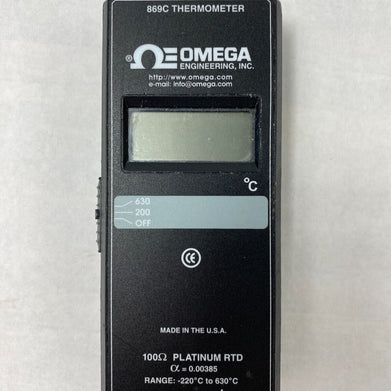 869C THERMOMETER
® OMEGA
ENGINEERING, INC.
http://www.omega.com
e-mail: info@omega.com
°C
630
200
OFF
CE
MADE IN THE U.S.A.
100Ω PLATINUM RTD
α = 0.00385
RANGE: -220°C to 630°C